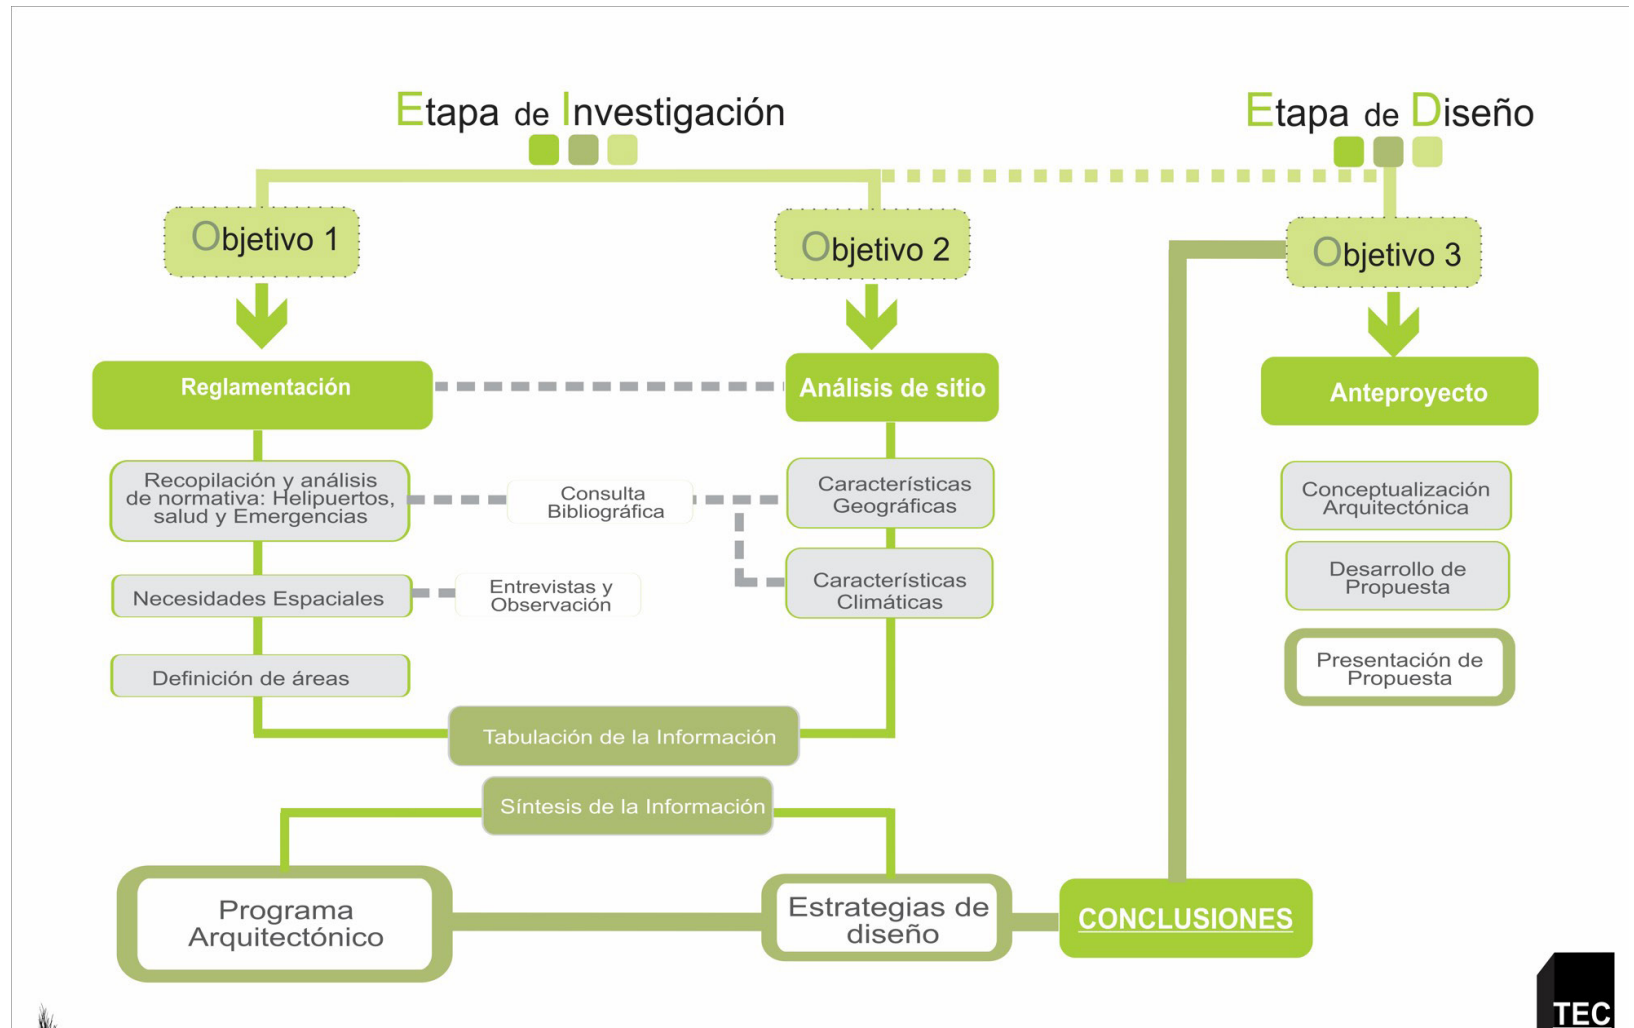 Etapa de Investigación
Etapa de Diseño
Objetivo 1
Objetivo 2
Objetivo 3
Reglamentación
Análisis de sitio
Anteproyecto
Recopilación y análisis
de normativa: Helipuertos,
salud y Emergencias
Consulta
Bibliográfica
Características
Geográficas
Conceptualización
Arquitectónica
Necesidades Espaciales
Entrevistas y
Observación
Características
Climáticas
Desarrollo de
Propuesta
Definición de áreas
Presentación de
Propuesta
Tabulación de la Información
Síntesis de la Información
Programa
Arquitectónico
Estrategias de
diseño
CONCLUSIONES
TEC